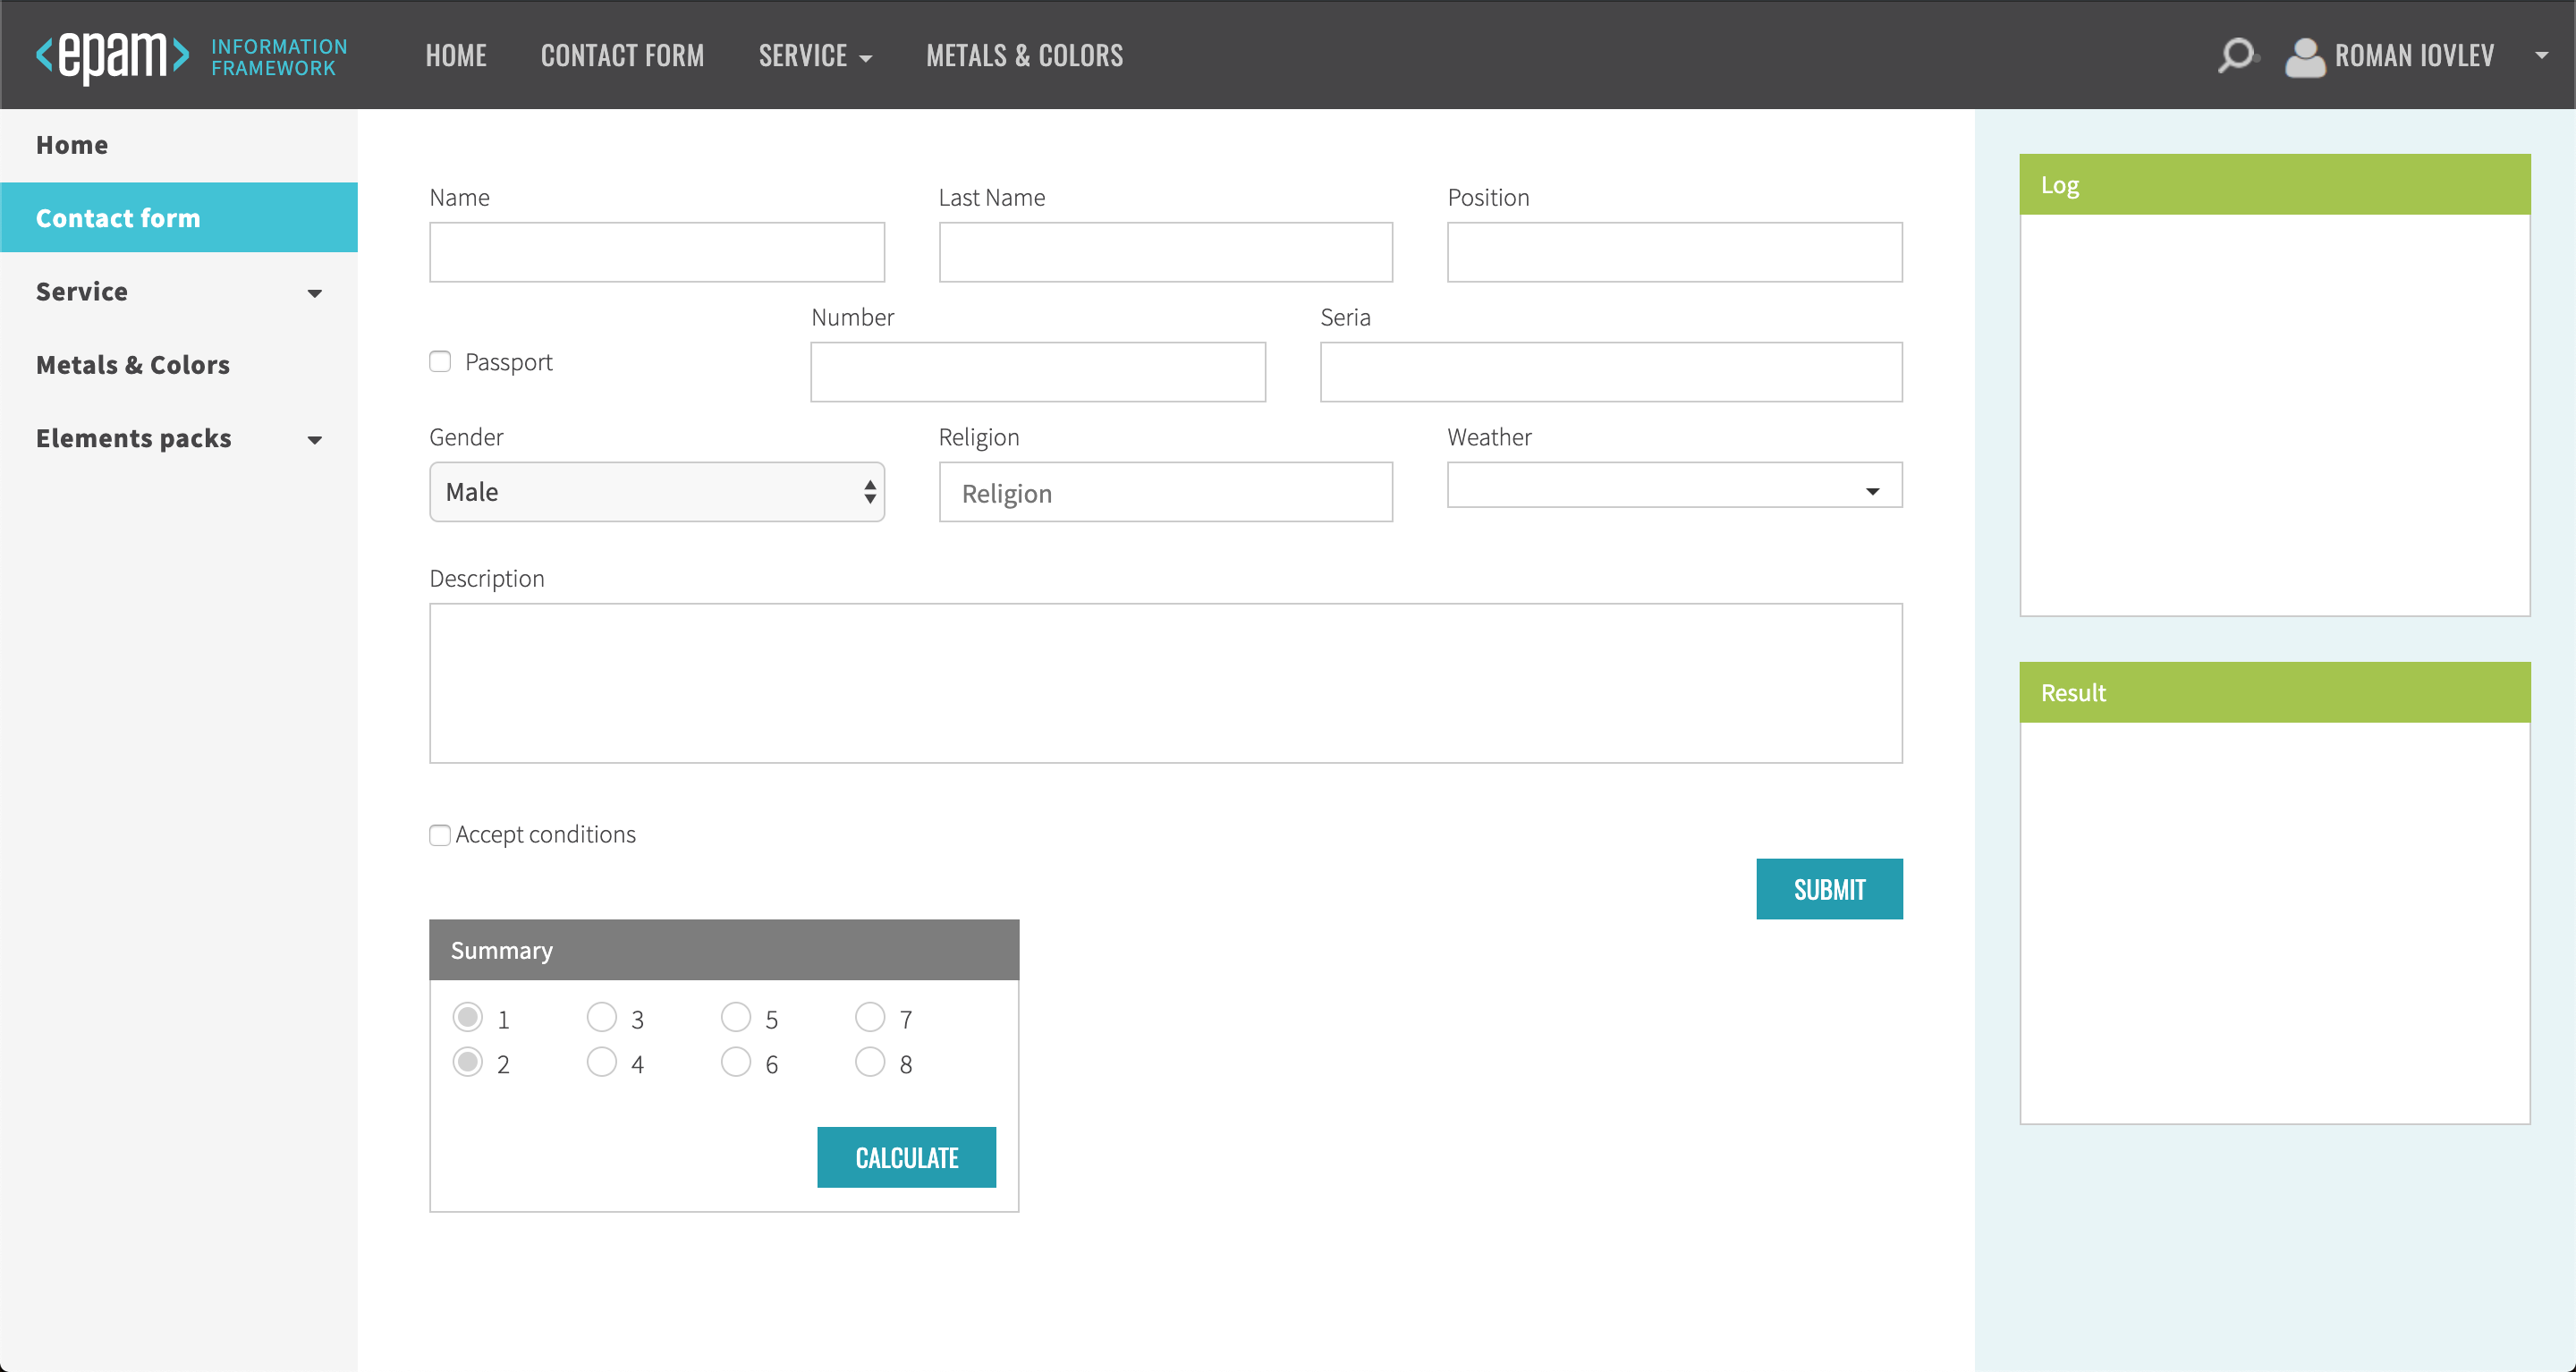 <epam> INFORMATION FRAMEWORK
HOME CONTACT FORM SERVICE METALS & COLORS ROMAN IOVLEV
Home
Contact form
Service
Metals & Colors
Elements packs
Name Last Name Position
Number Seria
Passport
Gender Religion Weather
Male Religion
Description
Accept conditions
SUBMIT
Summary
1 3 5 7
2 4 6 8
CALCULATE
Log
Result